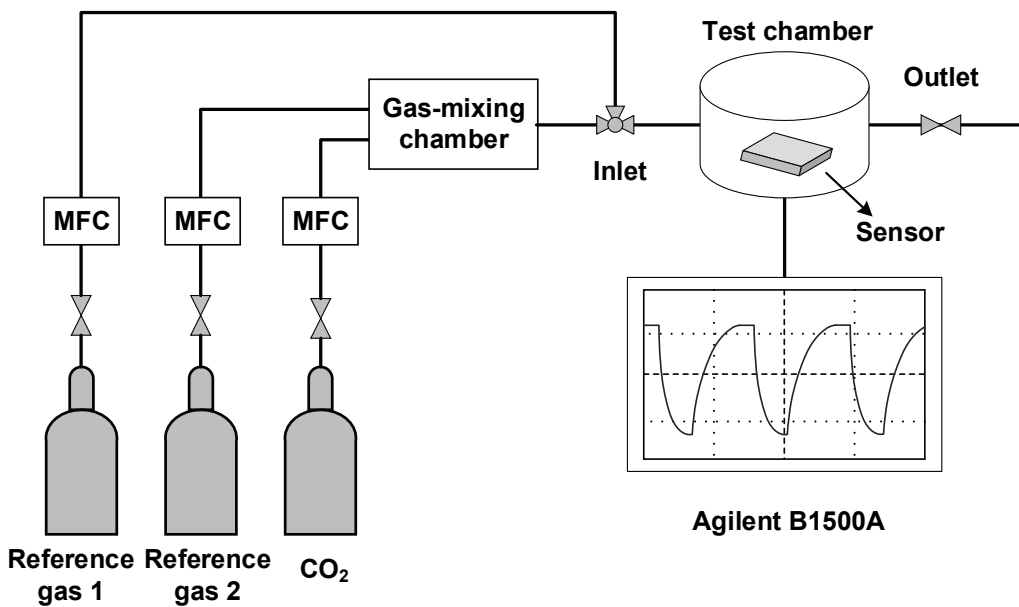 Test chamber
Outlet
Gas-mixing
chamber
Inlet
MFC
MFC
MFC
Sensor
Agilent B1500A
Reference
gas 1
Reference
gas 2
CO₂